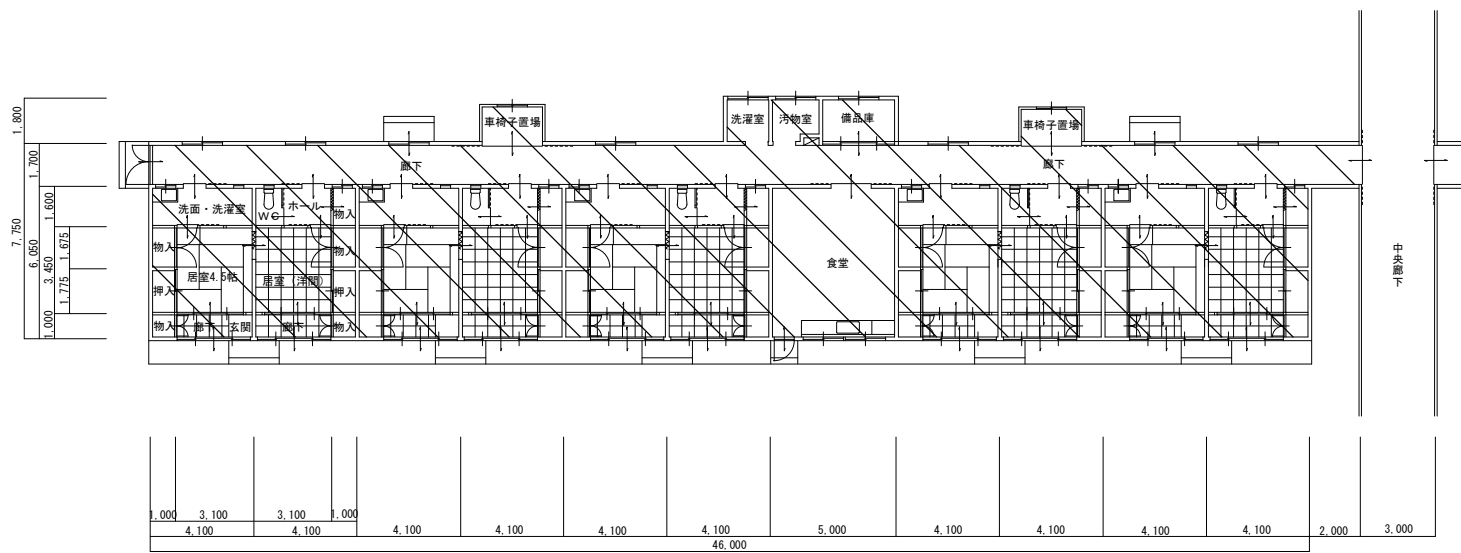 洗濯室 汚物室 備品庫
車椅子置場 車椅子置場
廊下 廊下
洗面・洗濯室 WC ホール 物入
物入 物入
食堂
居室4.5帖 居室(洋間)
押入 押入
物入 廊下 玄関 廊下 物入
中央廊下
1,800
1,700
7,750
6,050
1,600
3,450
1,675
1,775
1,000
1,000 3,100 3,100 1,000
4,100 4,100 4,100 4,100 4,100 4,100 5,000 4,100 4,100 4,100 4,100 2,000 3,000
46,000